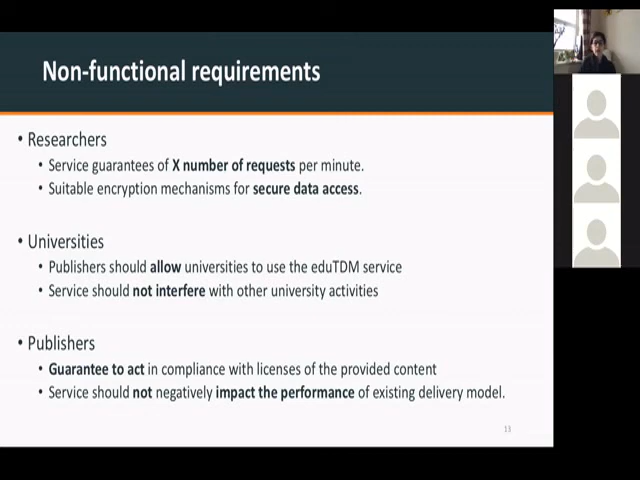 Non-functional requirements
• Researchers
• Service guarantees of X number of requests per minute.
• Suitable encryption mechanisms for secure data access.
• Universities
• Publishers should allow universities to use the eduTDM service
• Service should not interfere with other university activities
• Publishers
• Guarantee to act in compliance with licenses of the provided content
• Service should not negatively impact the performance of existing delivery model.
13